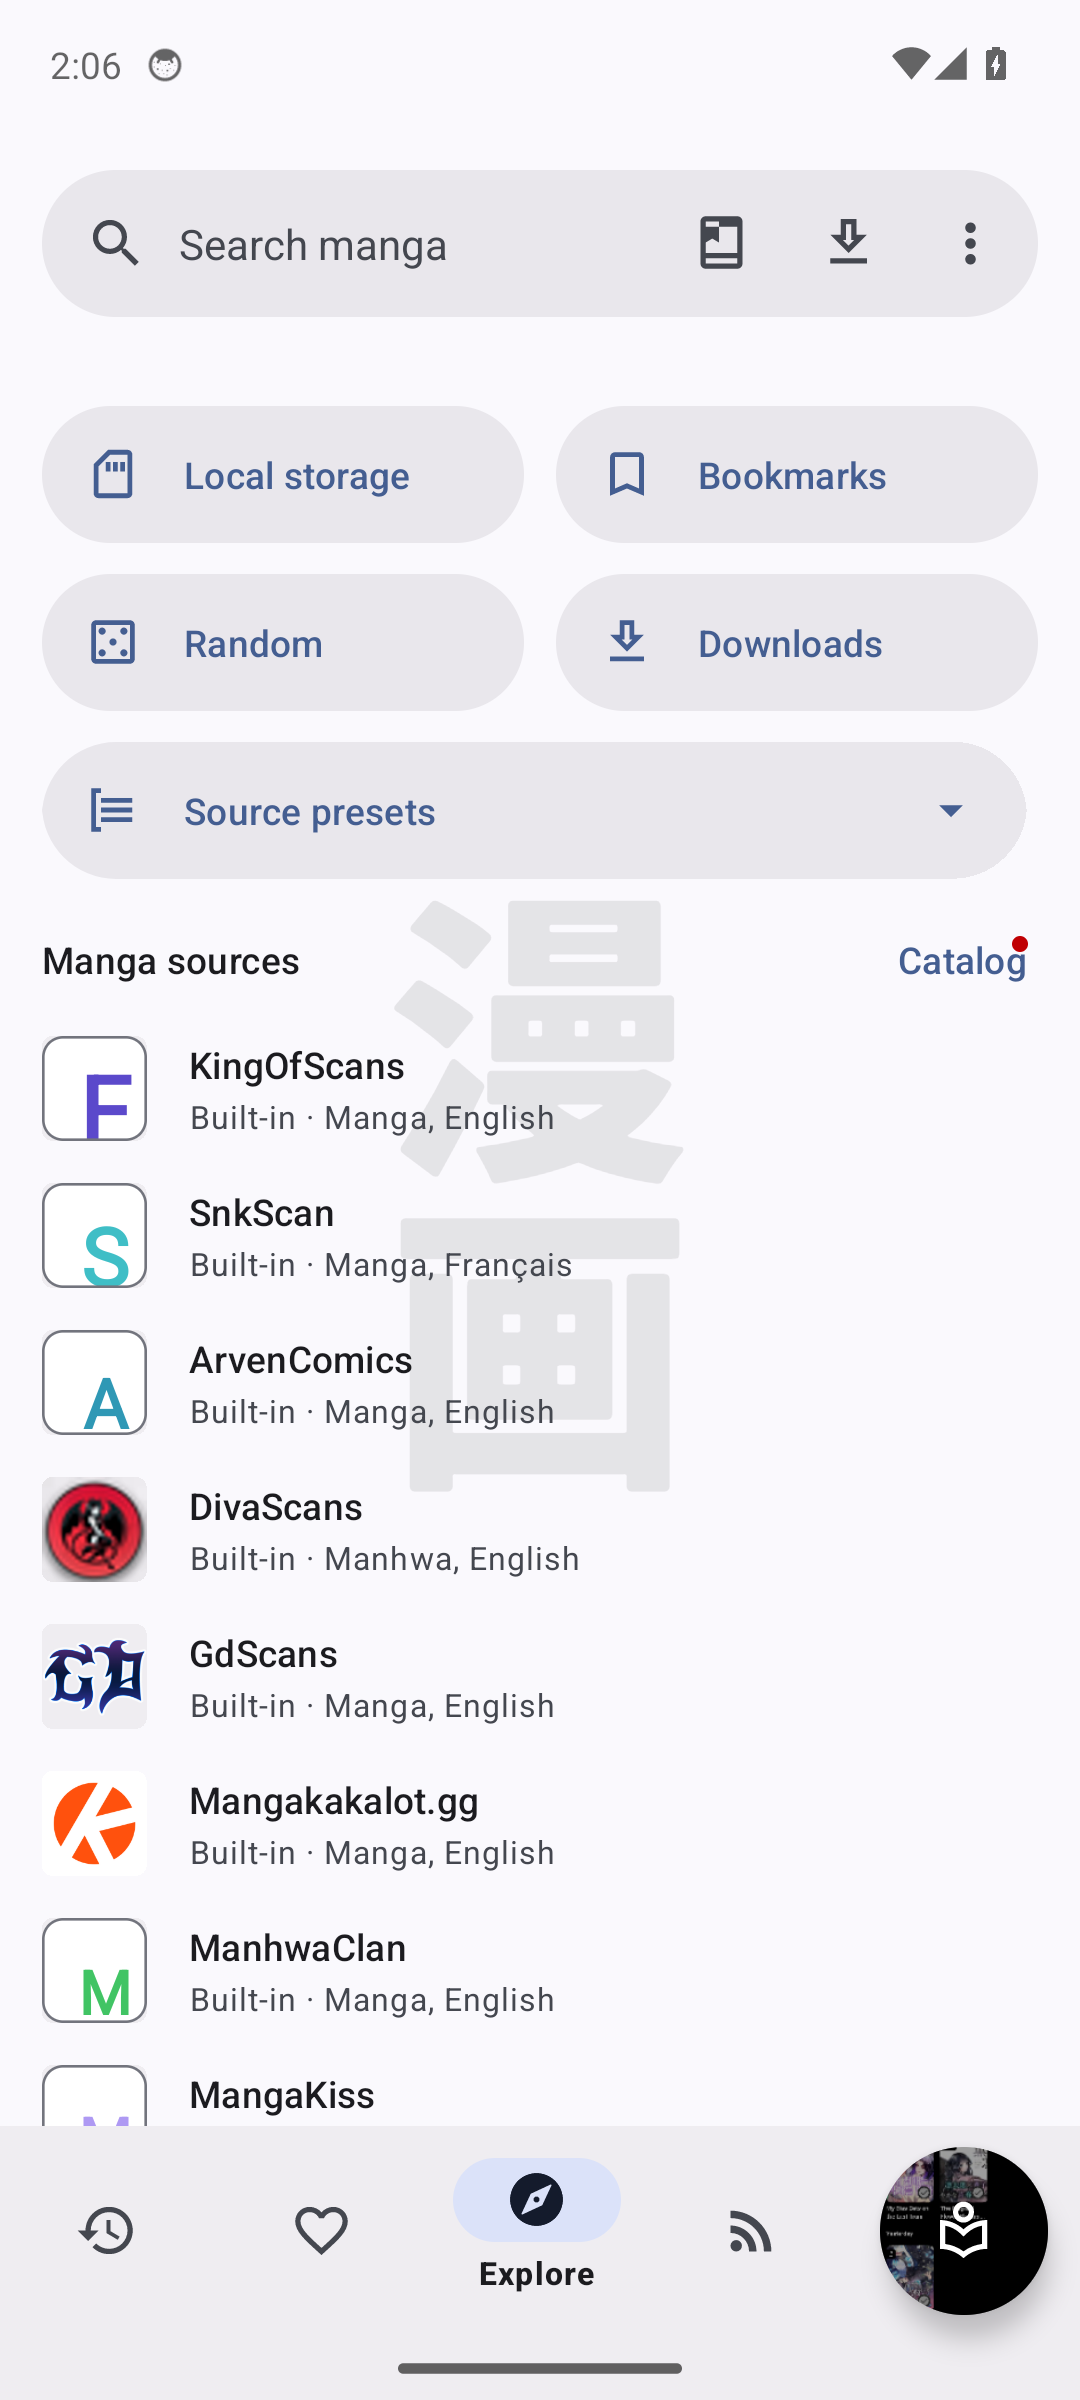 2:06
Search manga
Local storage
Bookmarks
Random
Downloads
Source presets
漫
画
Manga sources
Catalog
F
KingOfScans
Built-in · Manga, English
S
SnkScan
Built-in · Manga, Français
A
ArvenComics
Built-in · Manga, English
DivaScans
Built-in · Manhwa, English
GD
GdScans
Built-in · Manga, English
Mangakakalot.gg
Built-in · Manga, English
M
ManhwaClan
Built-in · Manga, English
M
MangaKiss
Explore
Yesterday